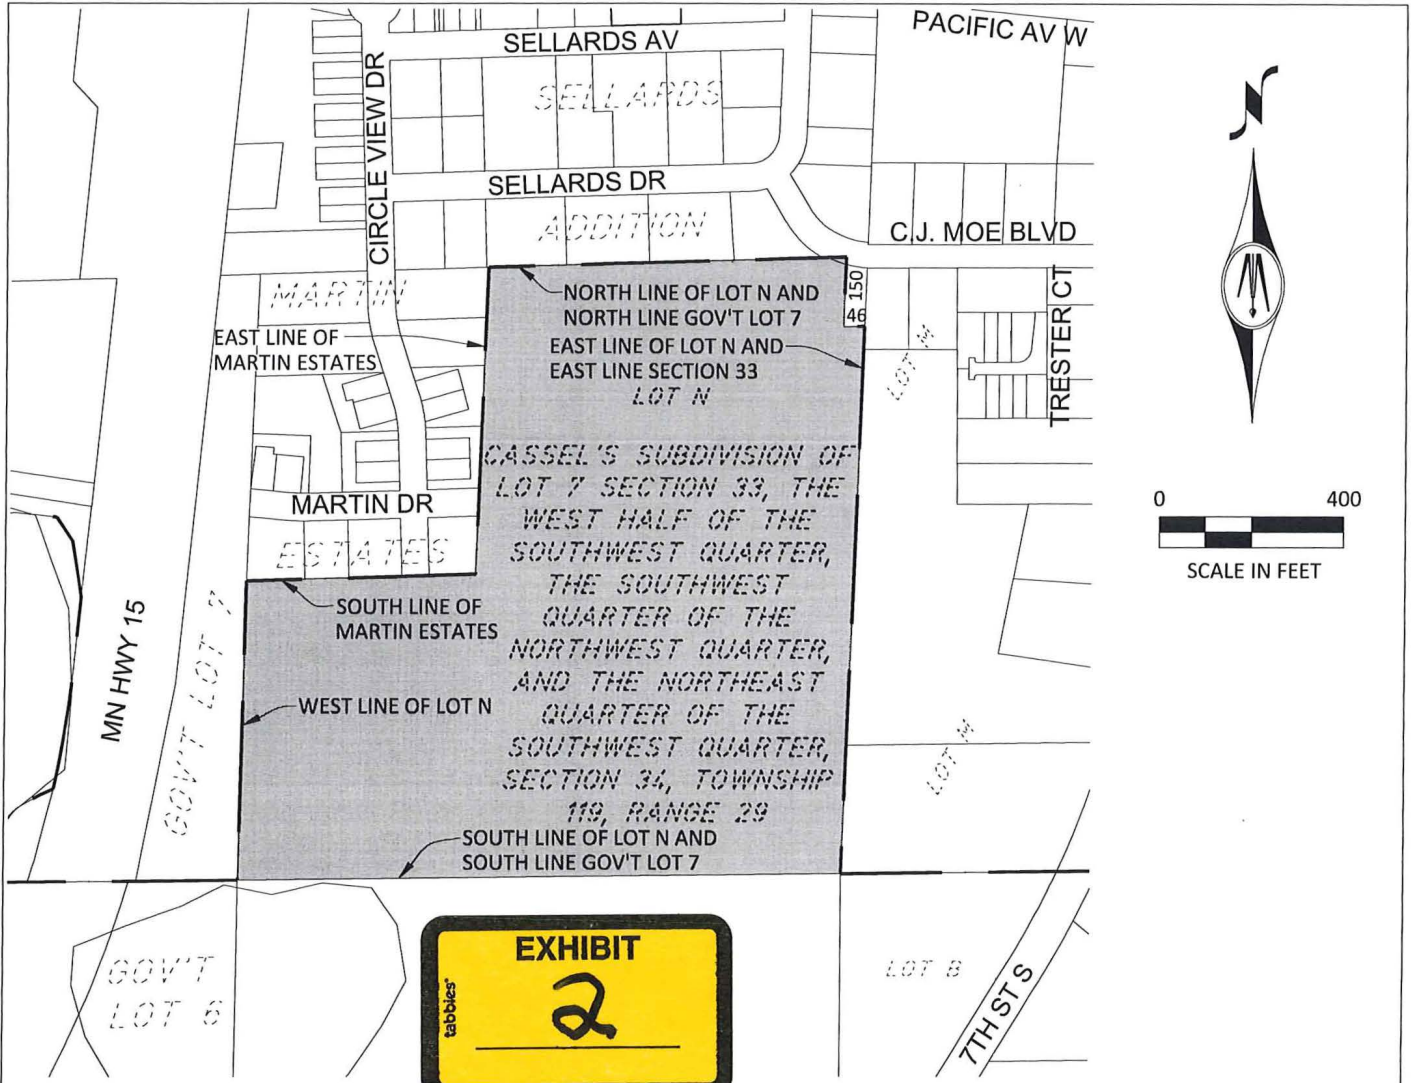 SELLARDS AV
PACIFIC AV W
CIRCLE VIEW DR
SELLARDS
SELLARDS DR
ADDITION
C.J. MOE BLVD
N
MARTIN
NORTH LINE OF LOT N AND
NORTH LINE GOV'T LOT 7
150
46
TRESTER CT
EAST LINE OF
MARTIN ESTATES
EAST LINE OF LOT N AND
EAST LINE SECTION 33
LOT N
LOT M
CASSEL'S SUBDIVISION OF
LOT 7 SECTION 33, THE
WEST HALF OF THE
SOUTHWEST QUARTER,
THE SOUTHWEST
QUARTER OF THE
NORTHWEST QUARTER,
AND THE NORTHEAST
QUARTER OF THE
SOUTHWEST QUARTER,
SECTION 34, TOWNSHIP
119, RANGE 29
MARTIN DR
ESTATES
0 400
SCALE IN FEET
SOUTH LINE OF
MARTIN ESTATES
MN HWY 15
GOV'T LOT 7
WEST LINE OF LOT N
LOT M
SOUTH LINE OF LOT N AND
SOUTH LINE GOV'T LOT 7
GOV'T
LOT 6
EXHIBIT
2
tabbies®
LOT B
7TH ST S